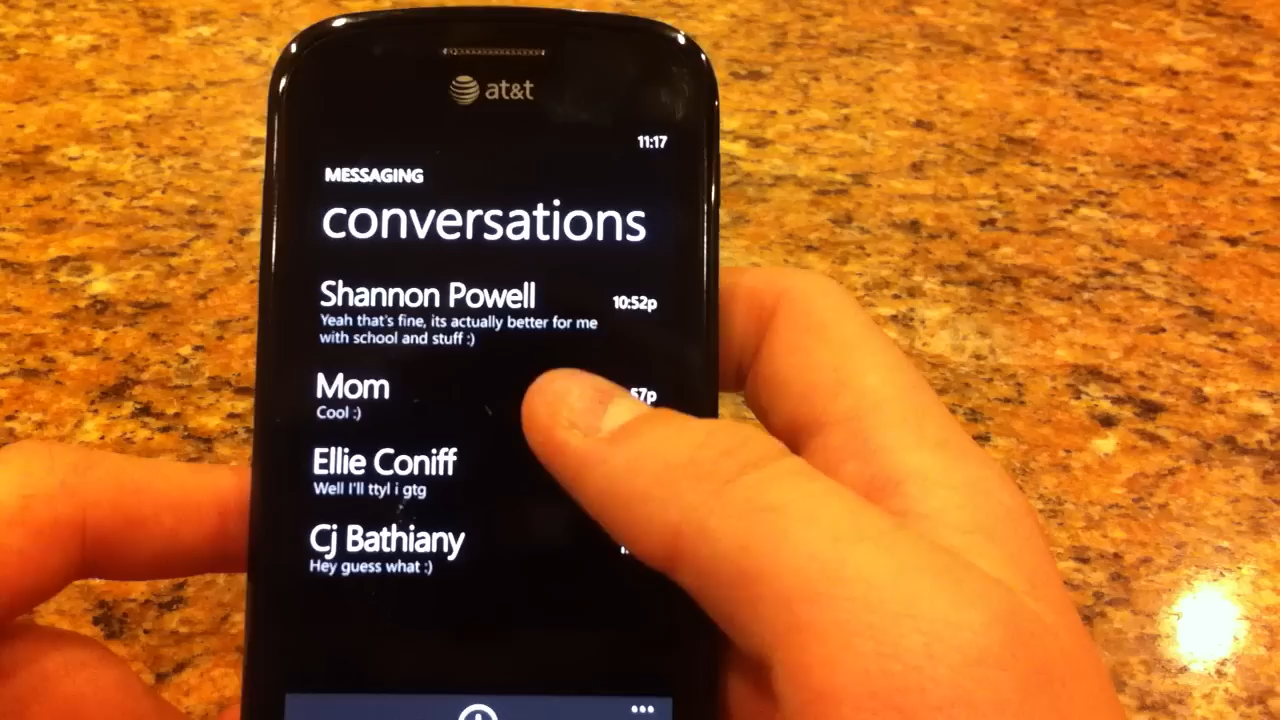 at&t
11:17
MESSAGING
conversations
Shannon Powell
10:52p
Yeah that's fine, its actually better for me
with school and stuff :)
Mom
57p
Cool :)
Ellie Coniff
Well I'll ttyl i gtg
Cj Bathiany
Hey guess what :)